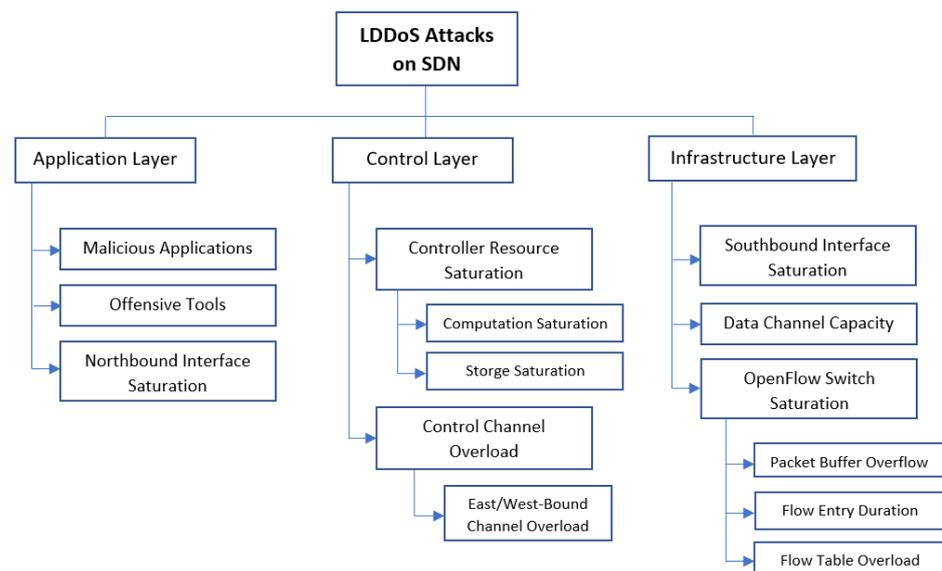 LDDoS Attacks
on SDN
Application Layer
Control Layer
Infrastructure Layer
Malicious Applications
Offensive Tools
Northbound Interface
Saturation
Controller Resource
Saturation
Computation Saturation
Storge Saturation
Control Channel
Overload
East/West-Bound
Channel Overload
Southbound Interface
Saturation
Data Channel Capacity
OpenFlow Switch
Saturation
Packet Buffer Overflow
Flow Entry Duration
Flow Table Overload